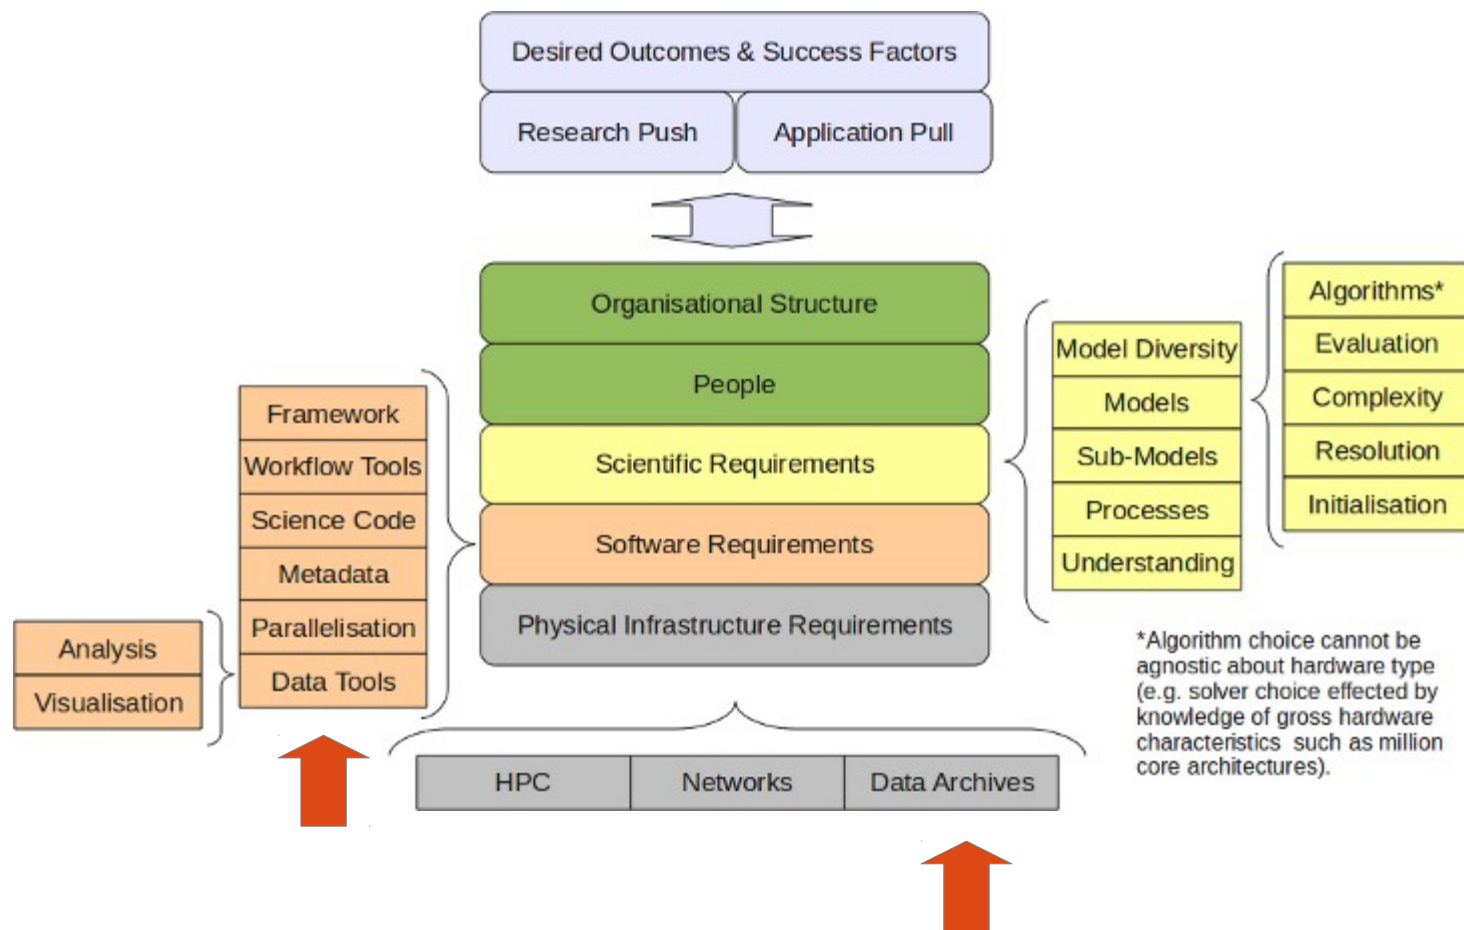 Desired Outcomes & Success Factors
Research Push
Application Pull
Organisational Structure
People
Scientific Requirements
Software Requirements
Physical Infrastructure Requirements
Framework
Workflow Tools
Science Code
Metadata
Parallelisation
Data Tools
Analysis
Visualisation
Model Diversity
Models
Sub-Models
Processes
Understanding
Algorithms*
Evaluation
Complexity
Resolution
Initialisation
*Algorithm choice cannot be
agnostic about hardware type
(e.g. solver choice effected by
knowledge of gross hardware
characteristics such as million
core architectures).
HPC
Networks
Data Archives